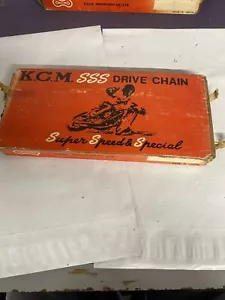 K.C.M. SSS DRIVE CHAIN
Super Speed & Special